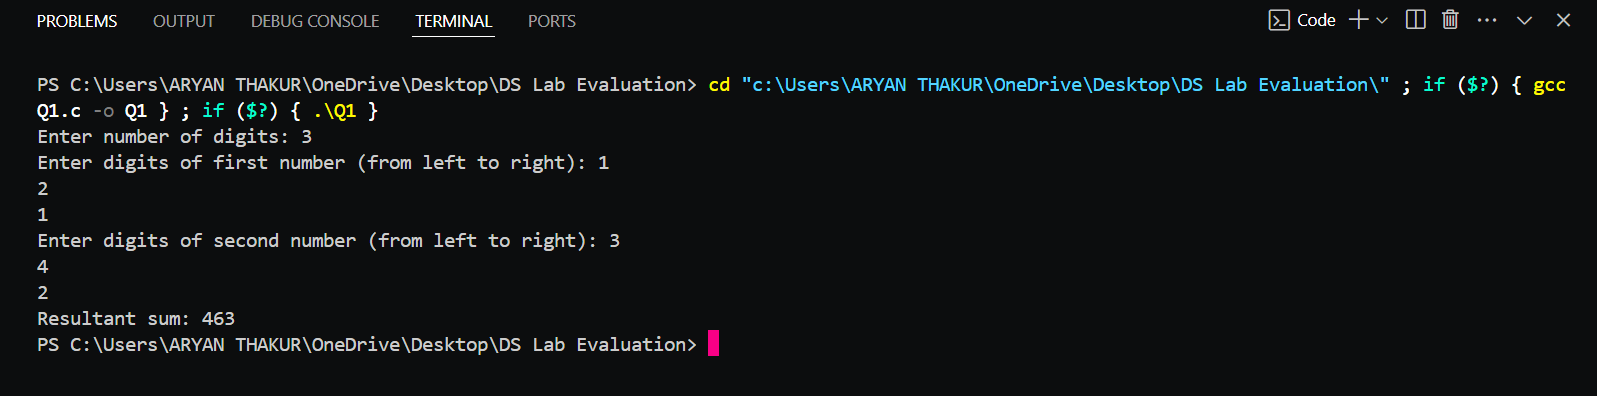 PROBLEMS OUTPUT DEBUG CONSOLE TERMINAL PORTS Code
PS C:\Users\ARYAN THAKUR\OneDrive\Desktop\DS Lab Evaluation> cd "c:\Users\ARYAN THAKUR\OneDrive\Desktop\DS Lab Evaluation\" ; if ($?) { gcc
Q1.c -o Q1 } ; if ($?) { .\Q1 }
Enter number of digits: 3
Enter digits of first number (from left to right): 1
2
1
Enter digits of second number (from left to right): 3
4
2
Resultant sum: 463
PS C:\Users\ARYAN THAKUR\OneDrive\Desktop\DS Lab Evaluation>